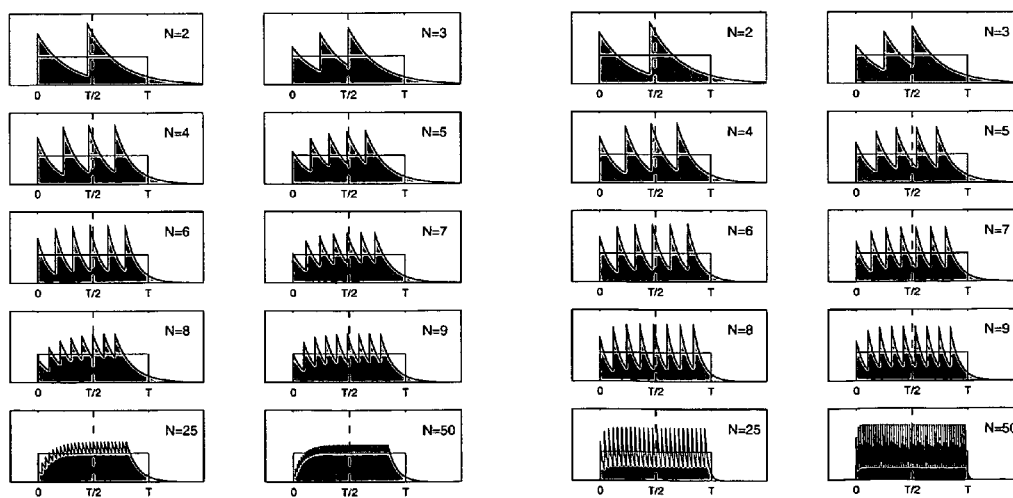 N=2 N=3 N=2 N=3
0 T/2 T 0 T/2 T 0 T/2 T 0 T/2 T
N=4 N=5 N=4 N=5
0 T/2 T 0 T/2 T 0 T/2 T 0 T/2 T
N=6 N=7 N=6 N=7
0 T/2 T 0 T/2 T 0 T/2 T 0 T/2 T
N=8 N=9 N=8 N=9
0 T/2 T 0 T/2 T 0 T/2 T 0 T/2 T
N=25 N=50 N=25 N=50
0 T/2 T 0 T/2 T 0 T/2 T 0 T/2 T